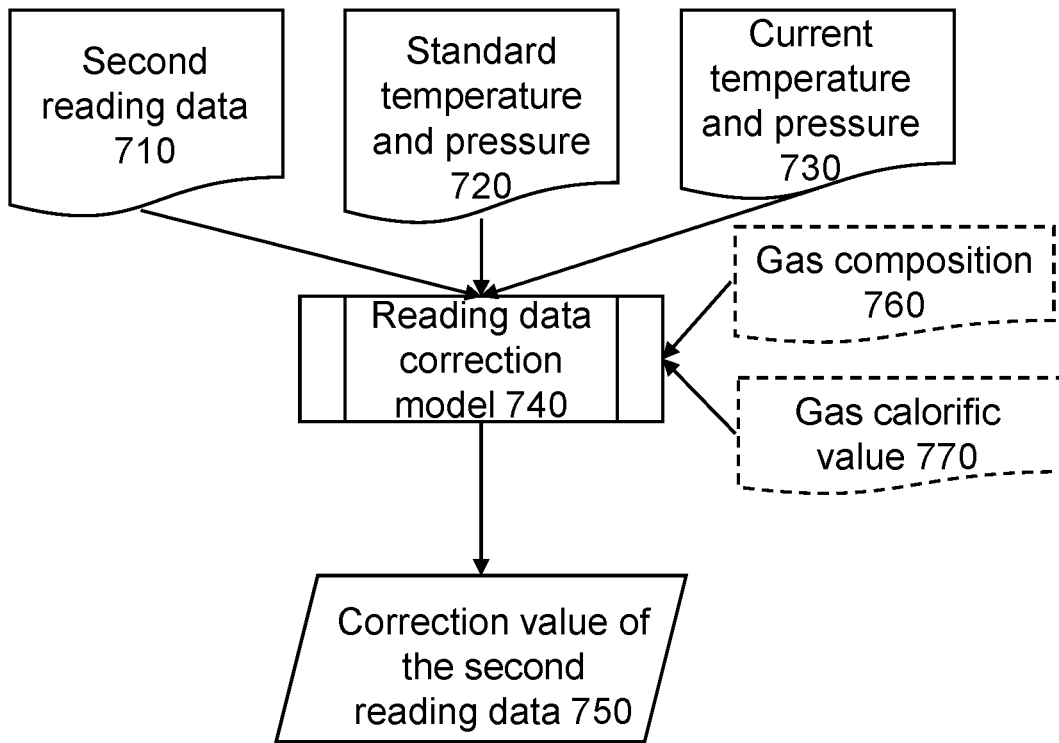 Second
reading data
710
Standard
temperature
and pressure
720
Current
temperature
and pressure
730
Gas composition
760
Reading data
correction
model 740
Gas calorific
value 770
Correction value of
the second
reading data 750